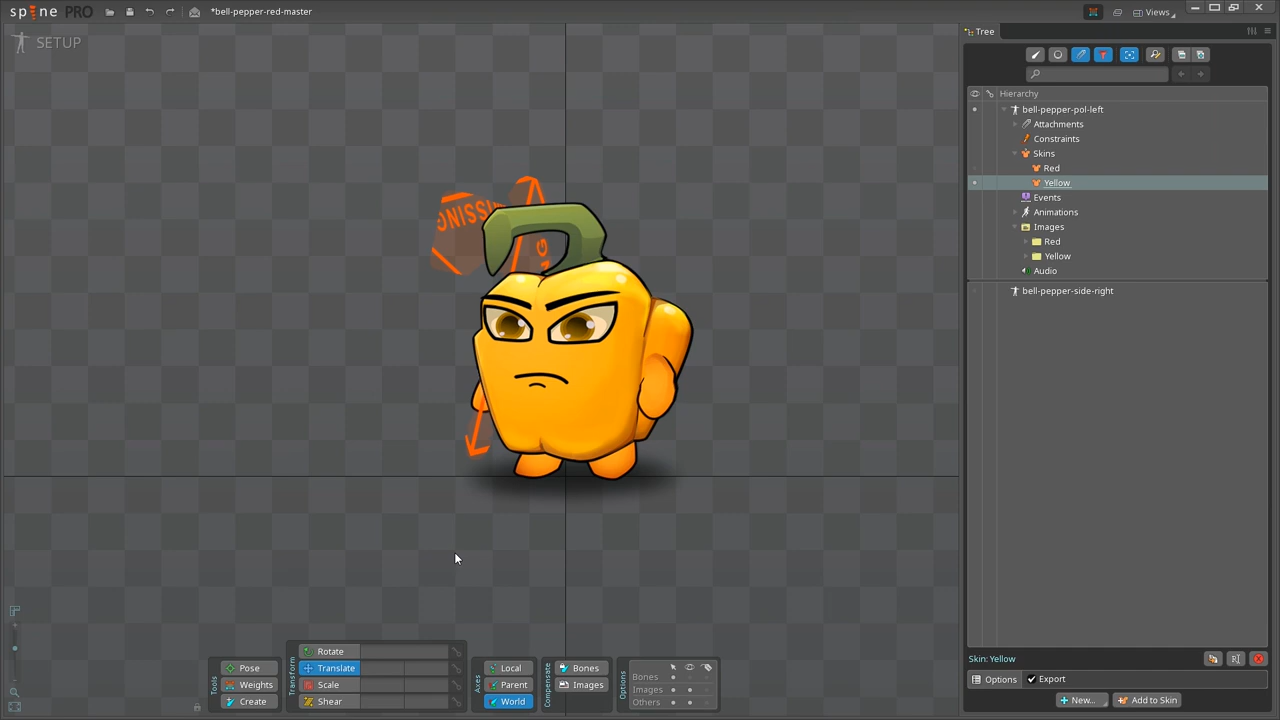 spine PRO
*bell-pepper-red-master
Views
SETUP
Tree
Hierarchy
bell-pepper-pol-left
Attachments
Constraints
Skins
Red
Yellow
Events
Animations
Images
Red
Yellow
Audio
bell-pepper-side-right
Skin: Yellow
Options
Export
New...
Add to Skin
Tools
Pose
Weights
Create
Transform
Rotate
Translate
Scale
Shear
Axes
Local
Parent
World
Compensate
Bones
Images
Options
Bones
Images
Others